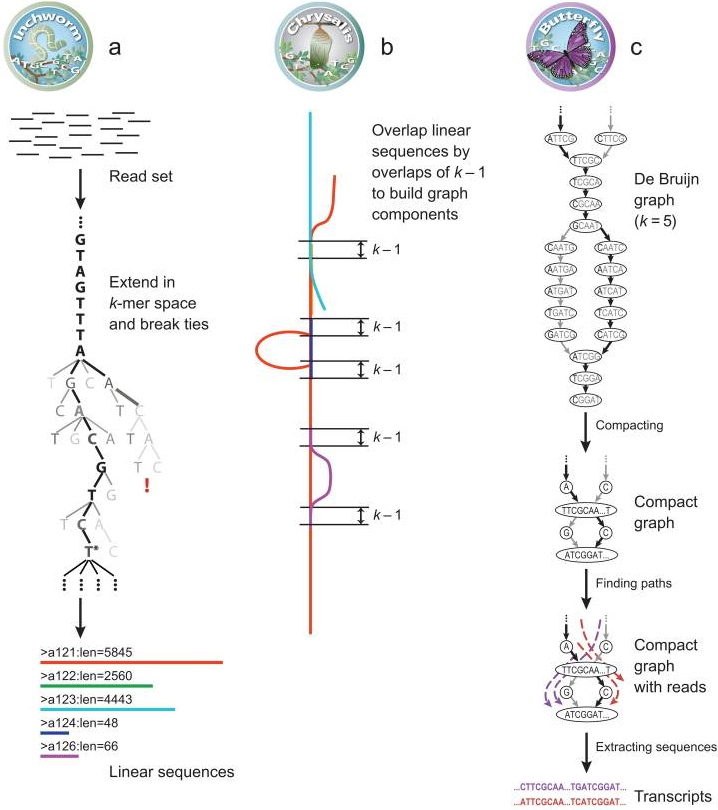 Inchworm
a
A T G C G C T A G
Read set
G
T
A
G
T
T
T
A
Extend in
k-mer space
and break ties
T G C A
C A T C
T G C A T A
G T C
!
T G
T C A
T* C
>a121:len=5845
>a122:len=2560
>a123:len=4443
>a124:len=48
>a126:len=66
Linear sequences
Chrysalis
b
Overlap linear
sequences by
overlaps of k – 1
to build graph
components
k – 1
k – 1
k – 1
k – 1
k – 1
Butterfly
c
ATTCG CTTCG
TTCGC
TCGCA
CGCAA
GCAAT
De Bruijn
graph
(k = 5)
CAATG CAATC
AATGA AATCA
ATGAT ATCAT
TGATC TCATC
GATCG CATCG
ATCGG
TCGGA
CGGAT
Compacting
A C
TTCGCAA...T
G C
ATCGGAT...
Compact
graph
Finding paths
A C
TTCGCAA...T
G C
ATCGGAT...
Compact
graph
with reads
Extracting sequences
...CTTCGCAA...TGATCGGAT...
...ATTCGCAA...TCATCGGAT...
Transcripts